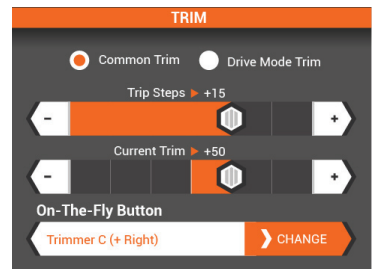 TRIM
Common Trim Drive Mode Trim
Trip Steps ▶ +15
- +
Current Trim ▶ +50
- +
On-The-Fly Button
Trimmer C (+ Right) ❯ CHANGE